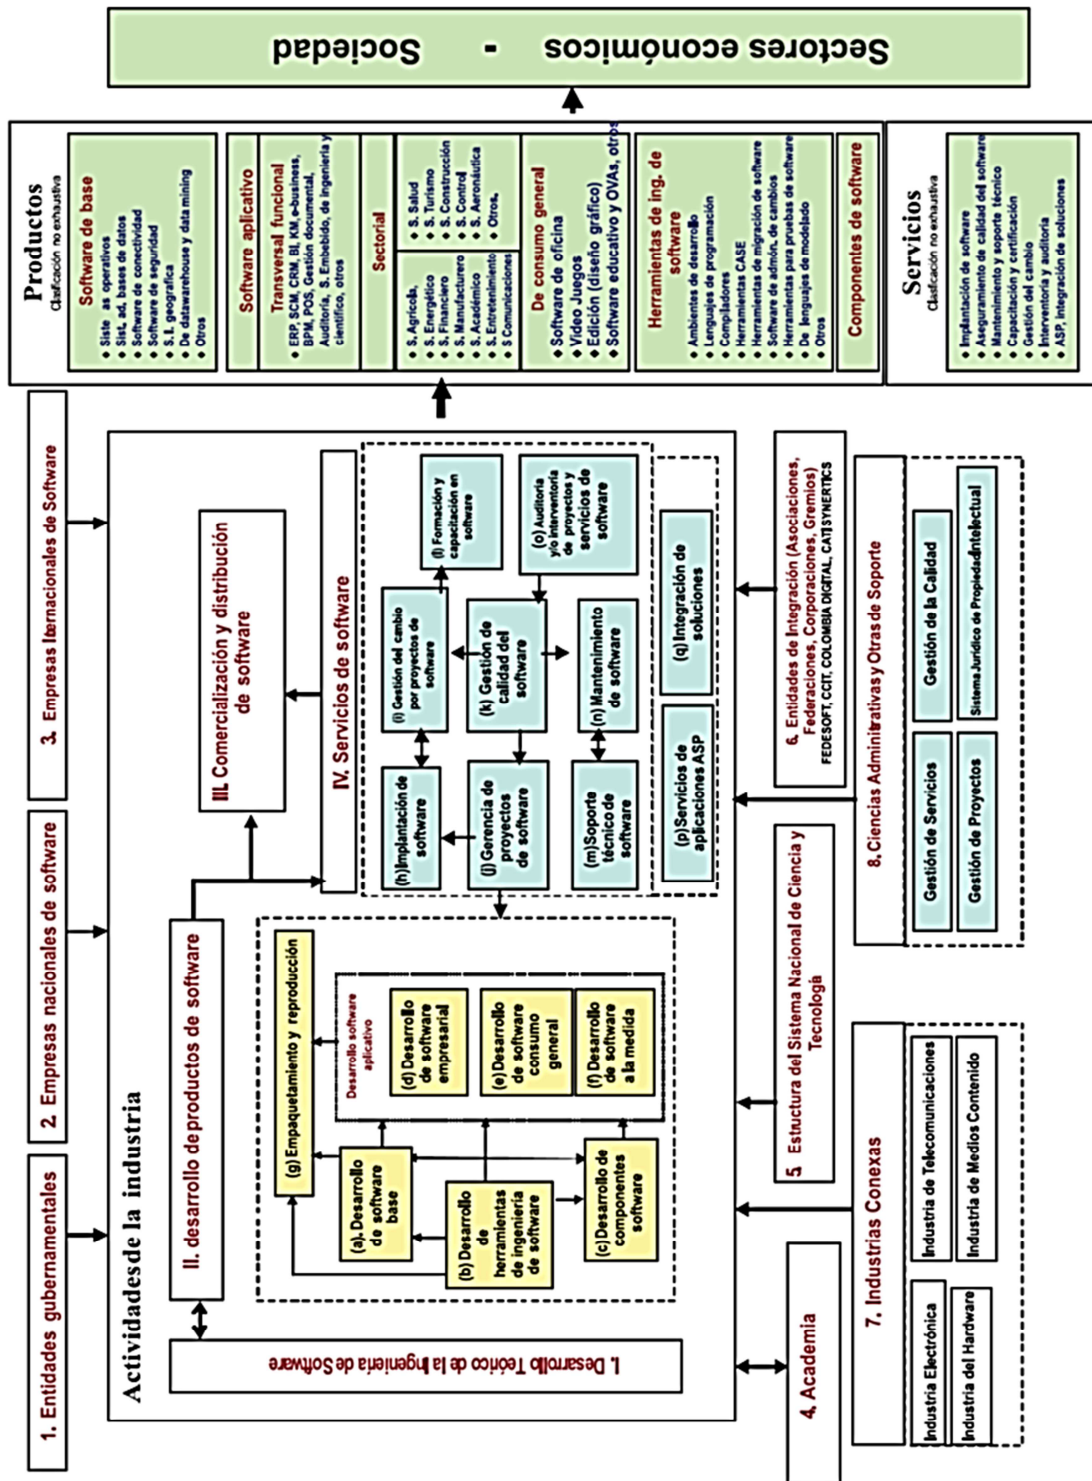 1. Entidades gubernamentales
2. Empresas nacionales de software
3. Empresas Iternacionales de Software
Actividades de la industria
I. Desarrollo Teórico de la Ingeniería de Software
II. desarrollo de productos de software
III. Comercialización y distribución
de software
IV. Servicios de software
(g) Empaquetamiento y reproducción
(a). Desarrollo
de software
base
(b) Desarrollo
de
herramientas
de ingeniería
de software
(c)Desarrollo de
componentes
software
Desarrollo software
aplicativo
(d) Desarrollo
de software
empresarial
(e) Desarrollo
de software
consumo
general
(f) Desarrollo
de software
a la medida
(h)Implantación de
software
(i) Gestión del cambio
por proyectos de
software
(l) Formación y
capacitación en
software
(j) Gerencia de
proyectos
de software
(k) Gestión de
calidad del
software
(o) Auditoría
y/o interventoría
de proyectos y
servicios de
software
(m)Soporte
técnico de
software
(n) Mantenimiento
de software
(p)Servicios de
aplicaciones ASP
(q) Integración de
soluciones
4. Academia
5 Estructura del Sistema Nacional de Ciencia y
Tecnología
6. Entidades de Integración (Asociaciones,
Federaciones, Corporaciones, Gremios)
FEDESOFT, CCIT, COLOMBIA DIGITAL, CATI SYNERTICS
7. Industrias Conexas
Industria Electrónica
Industria de Telecomunicaciones
Industria del Hardware
Industria de Medios Contenido
8. Ciencias Administrativas y Otras de Soporte
Gestión de Servicios
Gestión de la Calidad
Gestión de Proyectos
Sistema Jurídico de Propiedad Intelectual
Productos
Clasificación no exhaustiva
Software de base
Siste as operativos
Sist, ad, bases de datos
Software de conectividad
Software de seguridad
S.I. geografica
De datawarehouse y data mining
Otros
Software aplicativo
Transversal funcional
ERP, SCM, CRM, BI, KM, e-business,
BPM, POS, Gestión documental,
Auditoría, S. Embebido, de ingeniería y
científico, otros
Sectorial
S, Agrícola,
S, Energético
S, Financiero
S, Manufacturero
S, Académico
S, Entretenimiento
S Comunicaciones
S. Salud
S. Turismo
S. Construcción
S. Control
S. Aeronáutica
Otros,
De consumo general
Software de oficina
Video Juegos
Edición (diseño gráfico)
Software educativo y OVAs, otros
Herramientas de ing. de
software
Ambientes de desarrollo
Lenguajes de programación
Compiladores
Herramientas CASE
Herramientas de migración de software
Software de admón, de cambios
Herramientas para pruebas de software
De lenguajes de modelado
Otros
Componentes de software
Servicios
Clasificación no exhaustiva
Implantación de software
Aseguramiento de calidad del software
Mantenimiento y soporte técnico
Capacitación y certificación
Gestión del cambio
Interventoría y auditoría
ASP, integración de soluciones
Sectores económicos - Sociedad